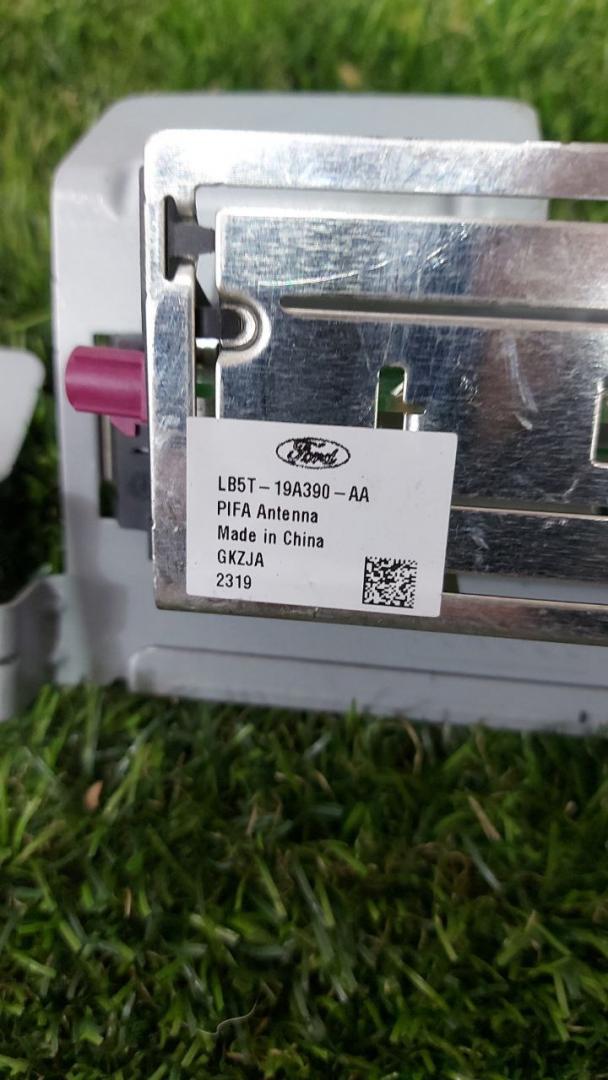 Ford
LB5T-19A390-AA
PIFA Antenna
Made in China
GKZJA
2319